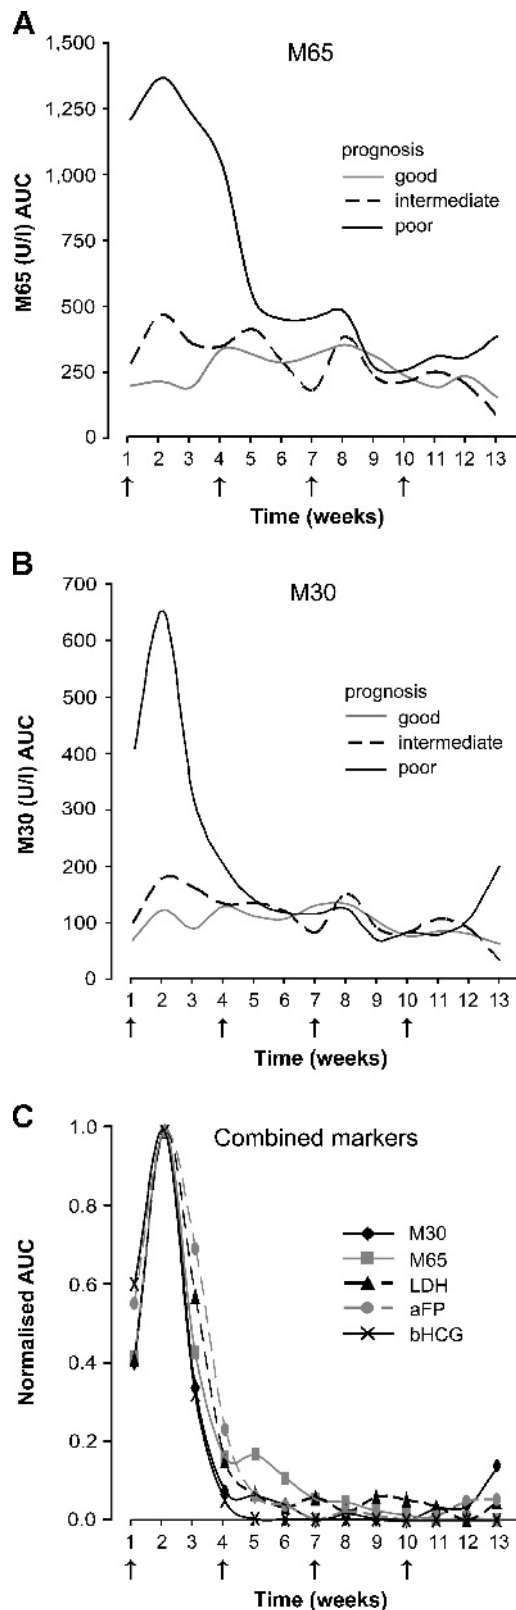 A
M65
1,500
1,250
1,000
750
500
250
0
M65 (U/l) AUC
prognosis
good
intermediate
poor
1 2 3 4 5 6 7 8 9 10 11 12 13
↑ ↑ ↑ ↑
Time (weeks)
B
M30
700
600
500
400
300
200
100
0
M30 (U/l) AUC
prognosis
good
intermediate
poor
1 2 3 4 5 6 7 8 9 10 11 12 13
↑ ↑ ↑ ↑
Time (weeks)
C
Combined markers
1.0
0.8
0.6
0.4
0.2
0.0
Normalised AUC
M30
M65
LDH
aFP
bHCG
1 2 3 4 5 6 7 8 9 10 11 12 13
↑ ↑ ↑ ↑
Time (weeks)